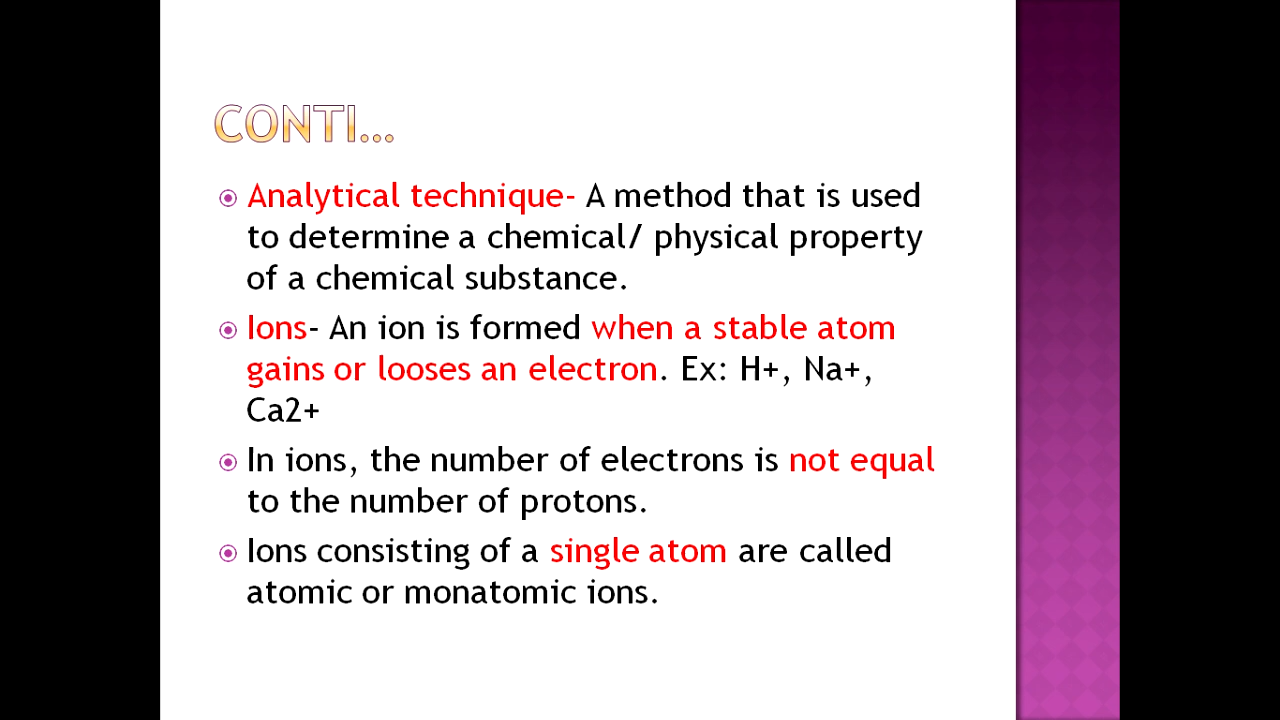 CONTI...
Analytical technique- A method that is used
to determine a chemical/ physical property
of a chemical substance.
Ions- An ion is formed when a stable atom
gains or looses an electron. Ex: H+, Na+,
Ca2+
In ions, the number of electrons is not equal
to the number of protons.
Ions consisting of a single atom are called
atomic or monatomic ions.